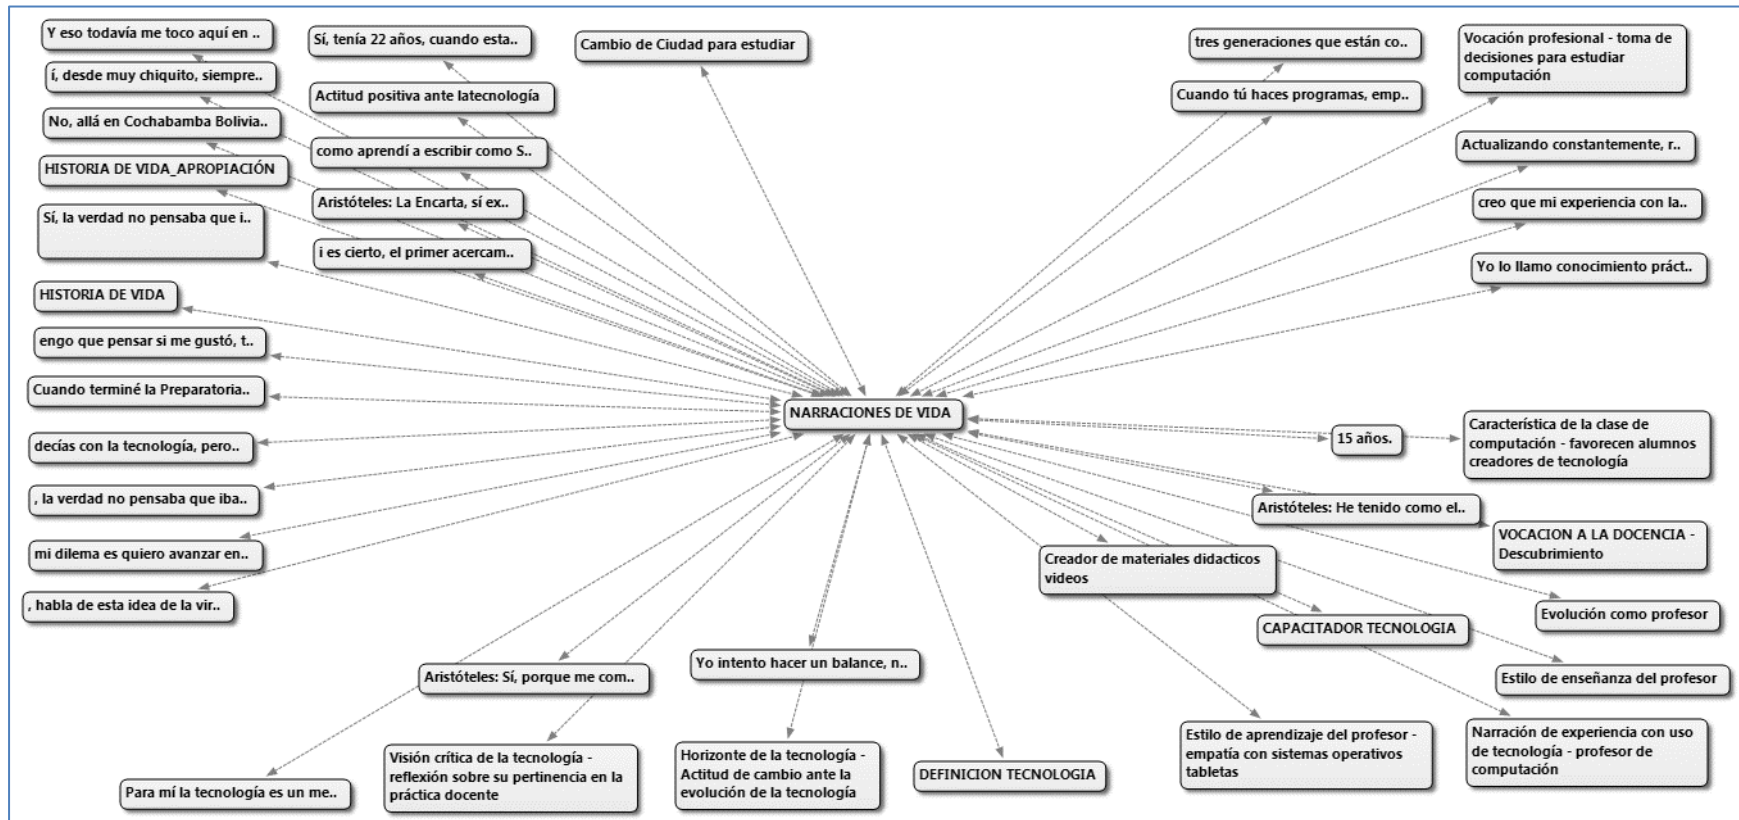 Y eso todavía me toco aquí en ..
í, desde muy chiquito, siempre..
No, allá en Cochabamba Bolivia..
HISTORIA DE VIDA_APROPIACIÓN
Sí, la verdad no pensaba que i..
HISTORIA DE VIDA
engo que pensar si me gustó, t..
Cuando terminé la Preparatoria..
decías con la tecnología, pero..
, la verdad no pensaba que iba..
mi dilema es quiero avanzar en..
, habla de esta idea de la vir..
Sí, tenía 22 años, cuando esta..
Actitud positiva ante latecnología
como aprendí a escribir como S..
Aristóteles: La Encarta, sí ex..
i es cierto, el primer acercam..
Cambio de Ciudad para estudiar
tres generaciones que están co..
Cuando tú haces programas, emp..
Vocación profesional - toma de
decisiones para estudiar
computación
Actualizando constantemente, r..
creo que mi experiencia con la..
Yo lo llamo conocimiento práct..
NARRACIONES DE VIDA
15 años.
Característica de la clase de
computación - favorecen alumnos
creadores de tecnología
Aristóteles: He tenido como el..
VOCACION A LA DOCENCIA -
Descubrimiento
Creador de materiales didacticos
videos
Evolución como profesor
CAPACITADOR TECNOLOGIA
Estilo de enseñanza del profesor
Aristóteles: Sí, porque me com..
Yo intento hacer un balance, n..
Para mí la tecnología es un me..
Visión crítica de la tecnología -
reflexión sobre su pertinencia en la
práctica docente
Horizonte de la tecnología -
Actitud de cambio ante la
evolución de la tecnología
DEFINICION TECNOLOGIA
Estilo de aprendizaje del profesor -
empatía con sistemas operativos
tabletas
Narración de experiencia con uso
de tecnología - profesor de
computación